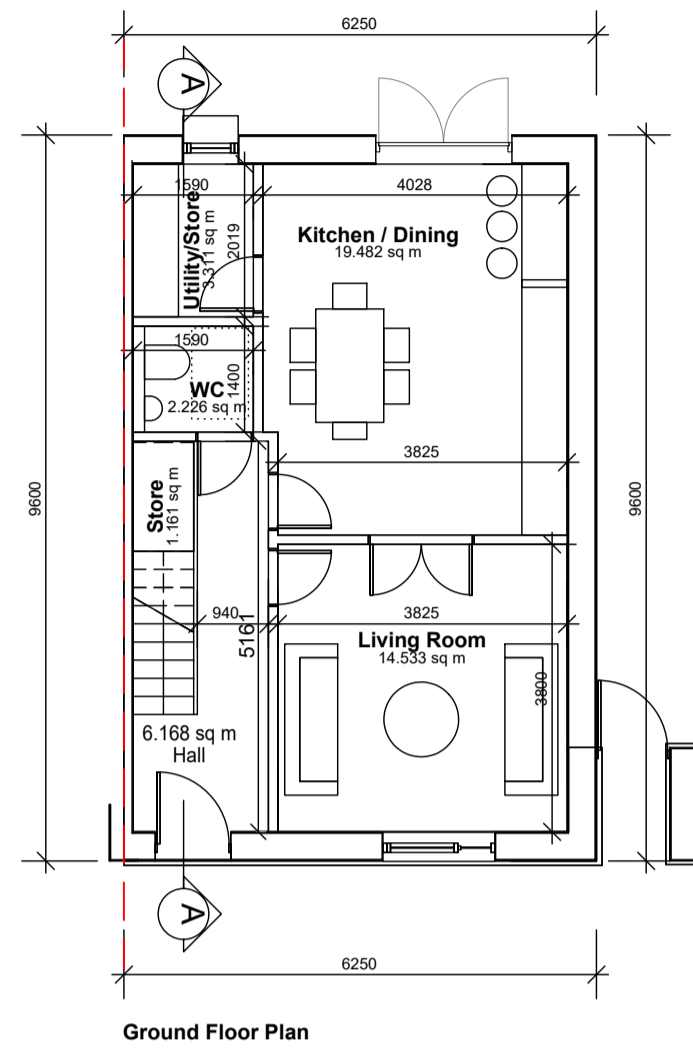 6250
A
1590
4028
Utility/Store
3.311 sq m
2019
Kitchen / Dining
19.482 sq m
1590
1400
WC
2.226 sq m
3825
9600
9600
Store
1.161 sq m
940
5161
3825
Living Room
14.533 sq m
3800
6.168 sq m
Hall
A
6250
Ground Floor Plan